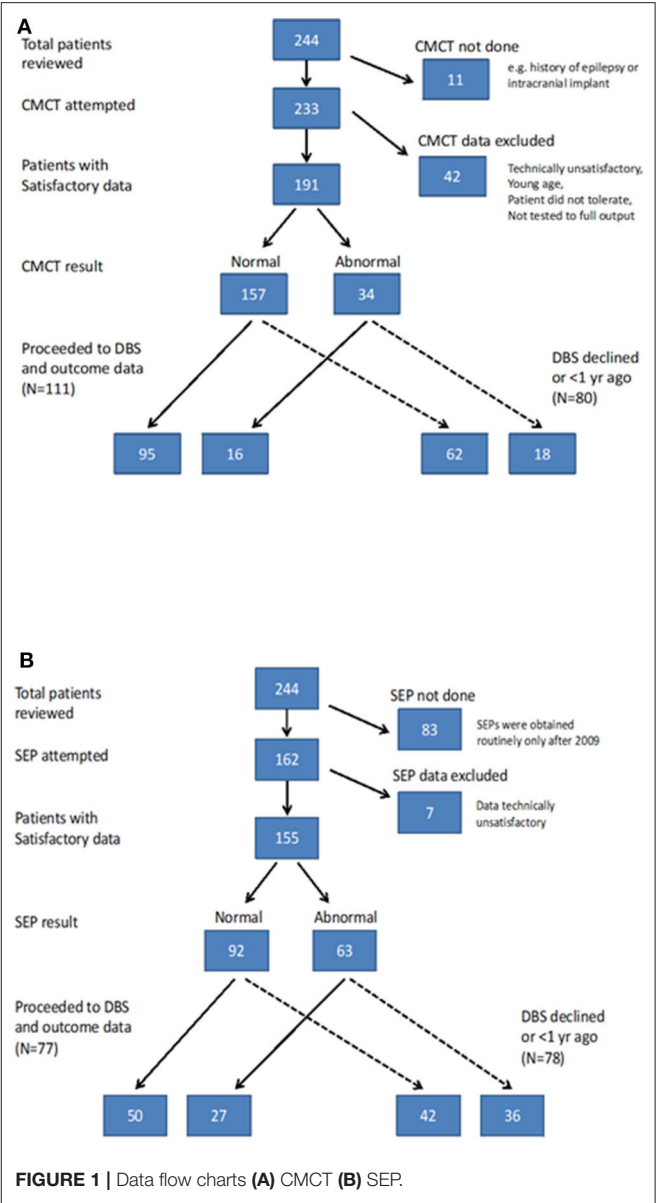 A
Total patients
reviewed
244
CMCT not done
11
e.g. history of epilepsy or
intracranial implant
CMCT attempted
233
CMCT data excluded
42
Technically unsatisfactory,
Young age,
Patient did not tolerate,
Not tested to full output
Patients with
Satisfactory data
191
CMCT result
Normal
Abnormal
157
34
Proceeded to DBS
and outcome data
(N=111)
DBS declined
or <1 yr ago
(N=80)
95
16
62
18
B
Total patients
reviewed
244
SEP not done
83
SEPs were obtained
routinely only after 2009
SEP attempted
162
SEP data excluded
7
Data technically
unsatisfactory
Patients with
Satisfactory data
155
SEP result
Normal
Abnormal
92
63
Proceeded to DBS
and outcome data
(N=77)
DBS declined
or <1 yr ago
(N=78)
50
27
42
36
FIGURE 1 | Data flow charts (A) CMCT (B) SEP.